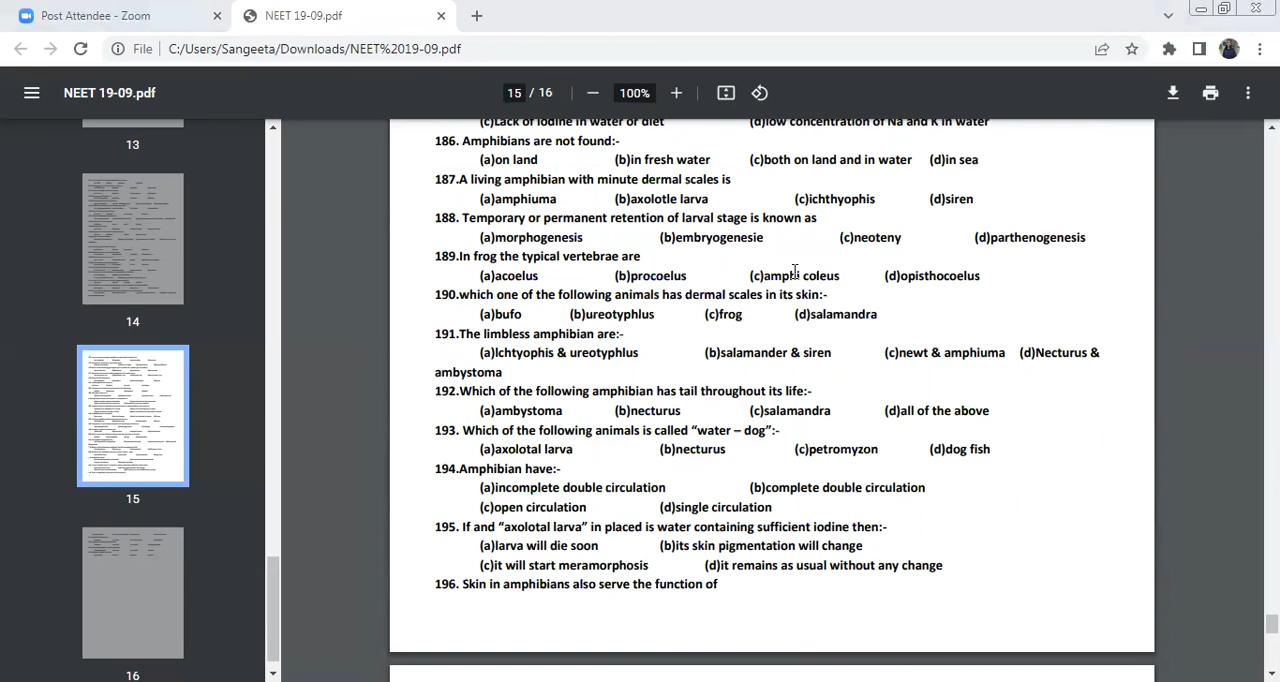 Post Attendee - Zoom
NEET 19-09.pdf
File
C:/Users/Sangeeta/Downloads/NEET%2019-09.pdf
NEET 19-09.pdf
15 / 16
100%
13
14
15
16
(c)Lack of iodine in water or diet (d)low concentration of Na and K in water
186. Amphibians are not found:-
(a)on land (b)in fresh water (c)both on land and in water (d)in sea
187.A living amphibian with minute dermal scales is
(a)amphiuma (b)axolotle larva (c)ichthyophis (d)siren
188. Temporary or permanent retention of larval stage is known as
(a)morphogenesis (b)embryogenesie (c)neoteny (d)parthenogenesis
189.In frog the typical vertebrae are
(a)acoelus (b)procoelus (c)amphi coleus (d)opisthocoelus
190.which one of the following animals has dermal scales in its skin:-
(a)bufo (b)ureotyphlus (c)frog (d)salamandra
191.The limbless amphibian are:-
(a)Ichtyophis & ureotyphlus (b)salamander & siren (c)newt & amphiuma (d)Necturus &
ambystoma
192.Which of the following amphibian has tail throughout its life:-
(a)ambystoma (b)necturus (c)salamandra (d)all of the above
193. Which of the following animals is called “water – dog”:-
(a)axolotal larva (b)necturus (c)petromyzon (d)dog fish
194.Amphibian have:-
(a)incomplete double circulation (b)complete double circulation
(c)open circulation (d)single circulation
195. If and “axolotal larva” in placed is water containing sufficient iodine then:-
(a)larva will die soon (b)its skin pigmentation will change
(c)it will start meramorphosis (d)it remains as usual without any change
196. Skin in amphibians also serve the function of